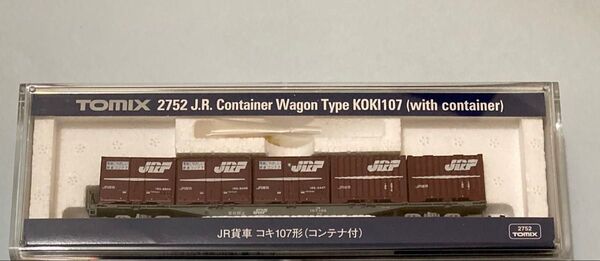 TOMIX 2752 J.R. Container Wagon Type KOKI107 (with container)
JRF JRF JRF JRF JRF
JR貨車 コキ107形(コンテナ付)
2752
TOMIX